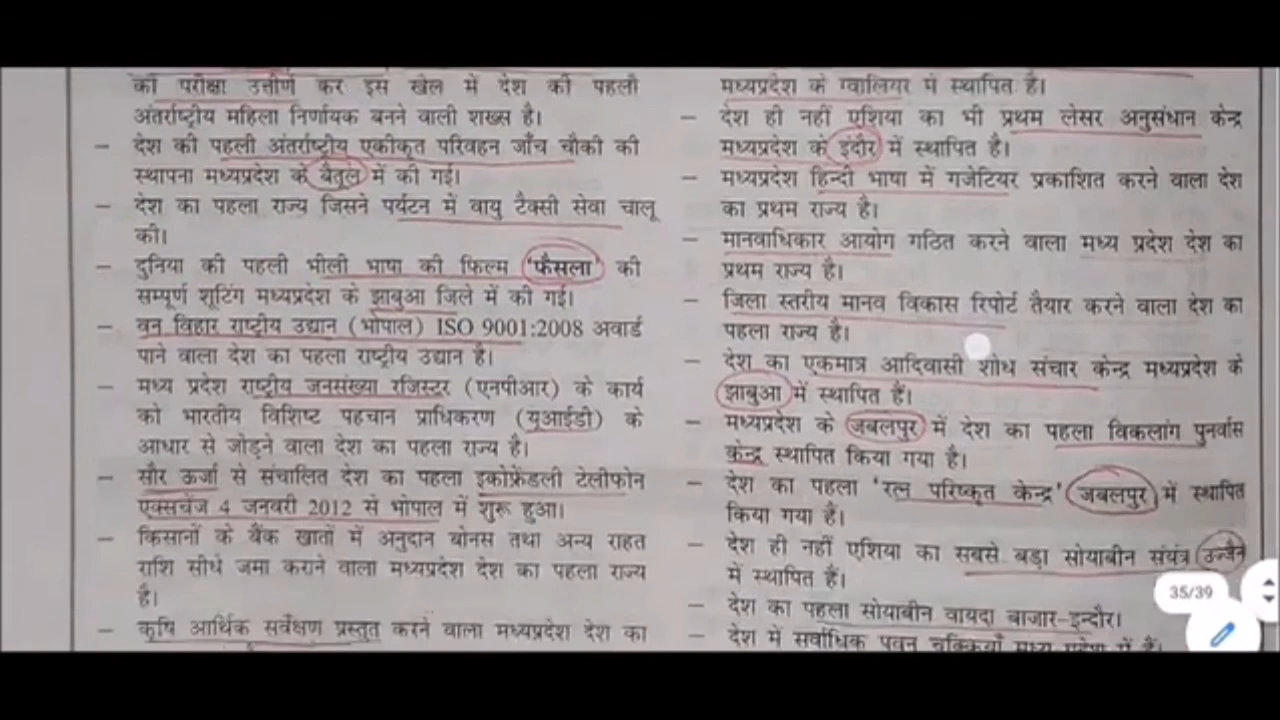 की परीक्षा उत्तीर्ण कर इस खेल में देश की पहली
अंतर्राष्ट्रीय महिला निर्णायक बनने वाली शख्स है।
– देश की पहली अंतर्राष्ट्रीय एकीकृत परिवहन जाँच चौकी की
स्थापना मध्यप्रदेश के बैतूल में की गई।
– देश का पहला राज्य जिसने पर्यटन में वायु टैक्सी सेवा चालू
की।
– दुनिया की पहली भीली भाषा की फिल्म 'फैसला' की
सम्पूर्ण शूटिंग मध्यप्रदेश के झाबुआ जिले में की गई।
– वन विहार राष्ट्रीय उद्यान (भोपाल) ISO 9001:2008 अवार्ड
पाने वाला देश का पहला राष्ट्रीय उद्यान है।
– मध्य प्रदेश राष्ट्रीय जनसंख्या रजिस्टर (एनपीआर) के कार्य
को भारतीय विशिष्ट पहचान प्राधिकरण (यूआईडी) के
आधार से जोड़ने वाला देश का पहला राज्य है।
– सौर ऊर्जा से संचालित देश का पहला इकोफ्रेंडली टेलीफोन
एक्सचेंज 4 जनवरी 2012 से भोपाल में शुरू हुआ।
– किसानों के बैंक खातों में अनुदान बोनस तथा अन्य राहत
राशि सीधे जमा कराने वाला मध्यप्रदेश देश का पहला राज्य
है।
– कृषि आर्थिक सर्वेक्षण प्रस्तुत करने वाला मध्यप्रदेश देश का
मध्यप्रदेश के ग्वालियर में स्थापित है।
– देश ही नहीं एशिया का भी प्रथम लेसर अनुसंधान केन्द्र
मध्यप्रदेश के इंदौर में स्थापित है।
– मध्यप्रदेश हिन्दी भाषा में गजेटियर प्रकाशित करने वाला देश
का प्रथम राज्य है।
– मानवाधिकार आयोग गठित करने वाला मध्य प्रदेश देश का
प्रथम राज्य है।
– जिला स्तरीय मानव विकास रिपोर्ट तैयार करने वाला देश का
पहला राज्य है।
– देश का एकमात्र आदिवासी शोध संचार केन्द्र मध्यप्रदेश के
झाबुआ में स्थापित हैं।
– मध्यप्रदेश के जबलपुर में देश का पहला विकलांग पुनर्वास
केन्द्र स्थापित किया गया है।
– देश का पहला 'रत्न परिष्कृत केन्द्र' जबलपुर में स्थापित
किया गया हैं।
– देश ही नहीं एशिया का सबसे बड़ा सोयाबीन संयंत्र उज्जैन
में स्थापित हैं।
– देश का पहला सोयाबीन वायदा बाजार-इन्दौर।
– देश में सर्वाधिक पवन चक्कियाँ मध्य प्रदेश में हैं।
35/39